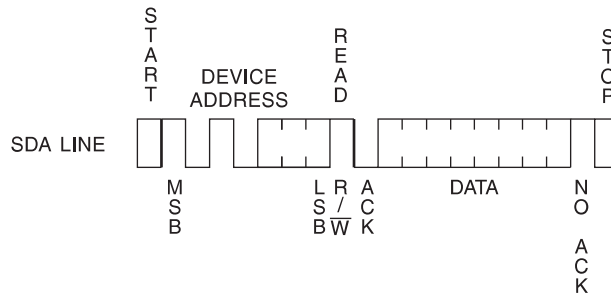 START
READ
STOP
DEVICE
ADDRESS
SDA LINE
MSB
LSB
R/W
ACK
DATA
NO ACK